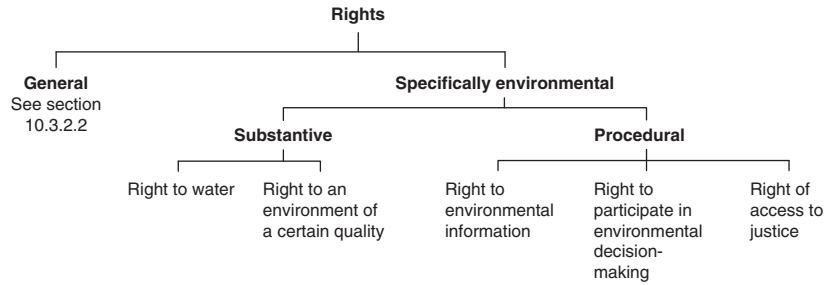 Rights
General
See section
10.3.2.2
Specifically environmental
Substantive
Procedural
Right to water
Right to an
environment of
a certain quality
Right to
environmental
information
Right to
participate in
environmental
decision-
making
Right of
access to
justice